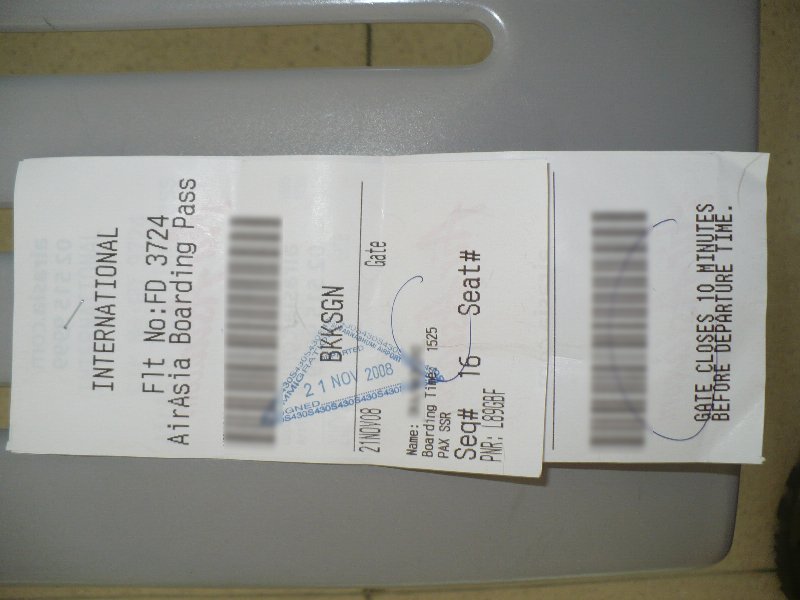 INTERNATIONAL
Flt No:FD 3724
AirAsia Boarding Pass
BKKSGN
21NOV08 Gate
21 NOV 2008
Name:
Boarding Time: 1525
PAX SSR
Seq# 16 Seat#
PNR: L89BBF
GATE CLOSES 10 MINUTES
BEFORE DEPARTURE TIME.